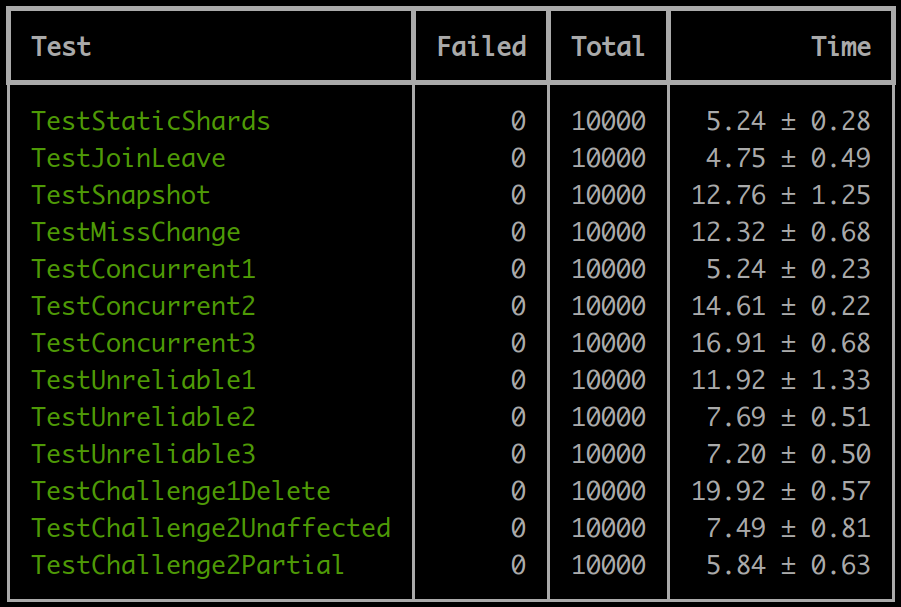 Test Failed Total Time
TestStaticShards 0 10000 5.24 ± 0.28
TestJoinLeave 0 10000 4.75 ± 0.49
TestSnapshot 0 10000 12.76 ± 1.25
TestMissChange 0 10000 12.32 ± 0.68
TestConcurrent1 0 10000 5.24 ± 0.23
TestConcurrent2 0 10000 14.61 ± 0.22
TestConcurrent3 0 10000 16.91 ± 0.68
TestUnreliable1 0 10000 11.92 ± 1.33
TestUnreliable2 0 10000 7.69 ± 0.51
TestUnreliable3 0 10000 7.20 ± 0.50
TestChallenge1Delete 0 10000 19.92 ± 0.57
TestChallenge2Unaffected 0 10000 7.49 ± 0.81
TestChallenge2Partial 0 10000 5.84 ± 0.63